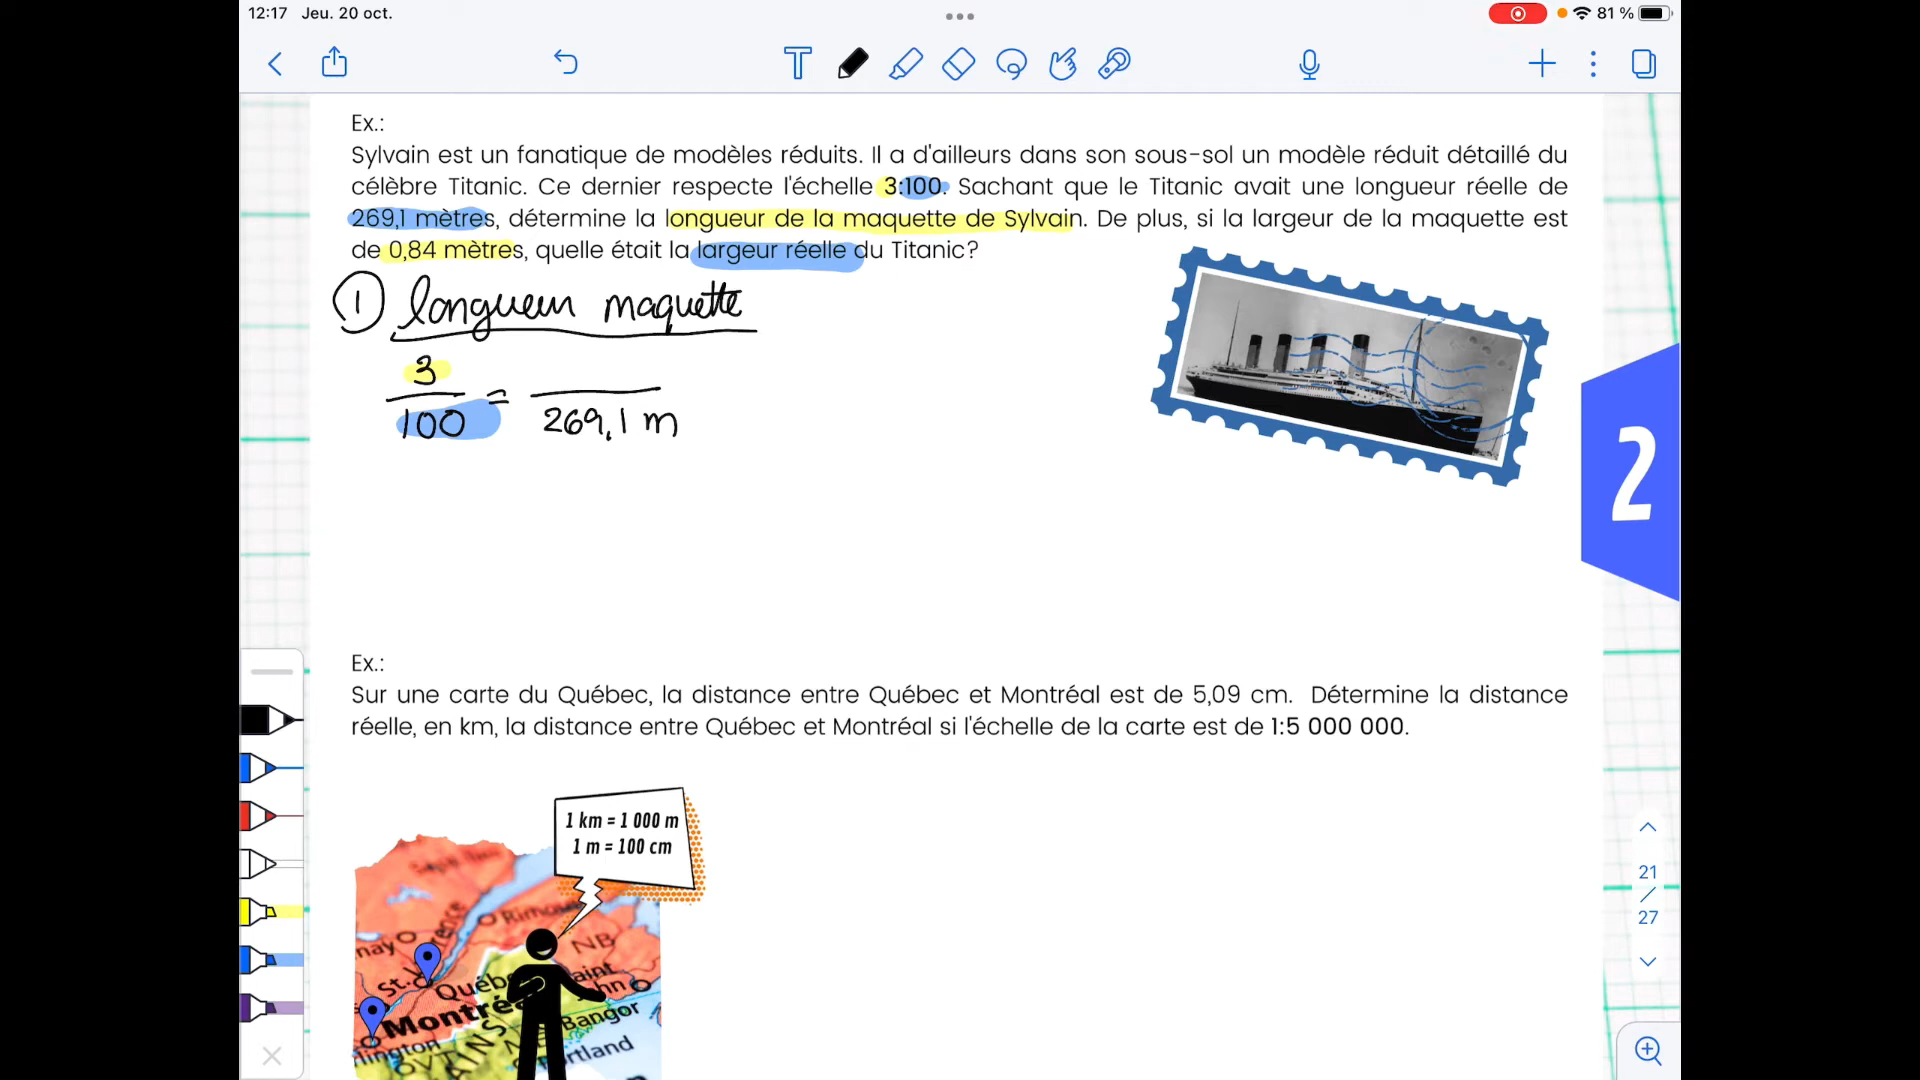 12:17 Jeu. 20 oct.
81 %
Ex.:
Sylvain est un fanatique de modèles réduits. Il a d'ailleurs dans son sous-sol un modèle réduit détaillé du
célèbre Titanic. Ce dernier respecte l'échelle 3:100. Sachant que le Titanic avait une longueur réelle de
269,1 mètres, détermine la longueur de la maquette de Sylvain. De plus, si la largeur de la maquette est
de 0,84 mètres, quelle était la largeur réelle du Titanic?
1 longueur maquette
3
100 = 269,1 m
2
Ex.:
Sur une carte du Québec, la distance entre Québec et Montréal est de 5,09 cm. Détermine la distance
réelle, en km, la distance entre Québec et Montréal si l'échelle de la carte est de 1:5 000 000.
1 km = 1 000 m
1 m = 100 cm
NB
St.
Québ
Montré
Bangor
21
/
27